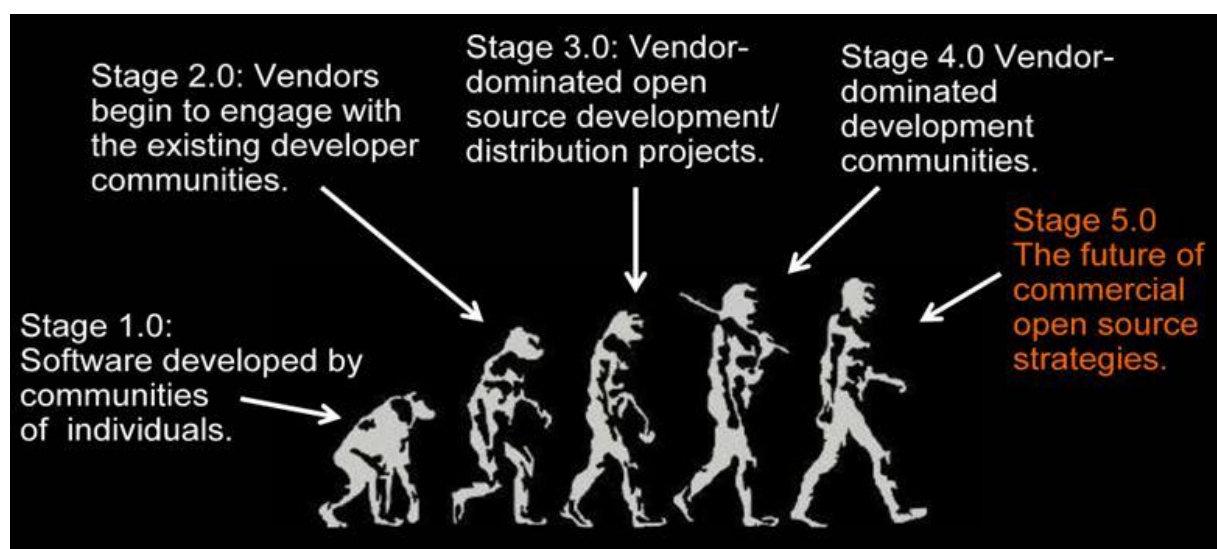 Stage 1.0:
Software developed by
communities
of individuals.
Stage 2.0: Vendors
begin to engage with
the existing developer
communities.
Stage 3.0: Vendor-
dominated open
source development/
distribution projects.
Stage 4.0 Vendor-
dominated
development
communities.
Stage 5.0
The future of
commercial
open source
strategies.